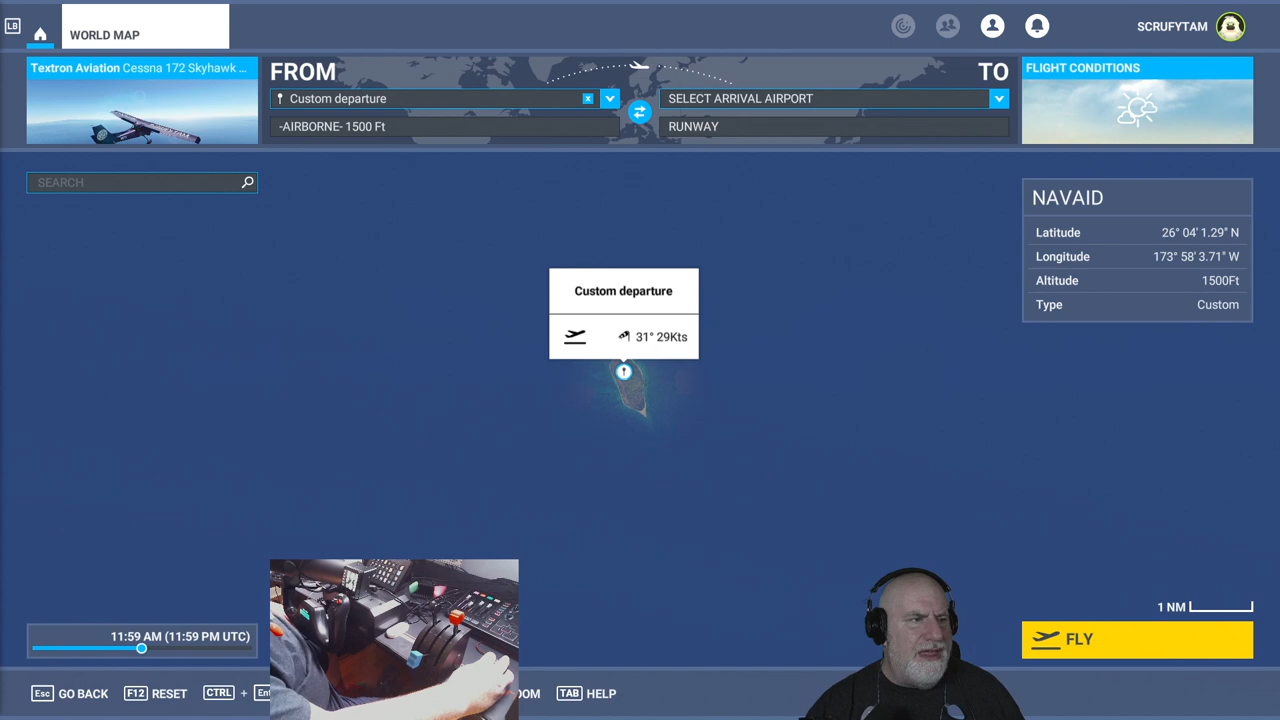 LB
WORLD MAP
SCRUFYTAM
Textron Aviation Cessna 172 Skyhawk ...
FROM
Custom departure
x
-AIRBORNE- 1500 Ft
TO
SELECT ARRIVAL AIRPORT
RUNWAY
FLIGHT CONDITIONS
SEARCH
NAVAID
Latitude 26° 04' 1.29" N
Longitude 173° 58' 3.71" W
Altitude 1500Ft
Type Custom
Custom departure
31° 29Kts
1 NM
11:59 AM (11:59 PM UTC)
FLY
Esc GO BACK F12 RESET CTRL + OOM TAB HELP